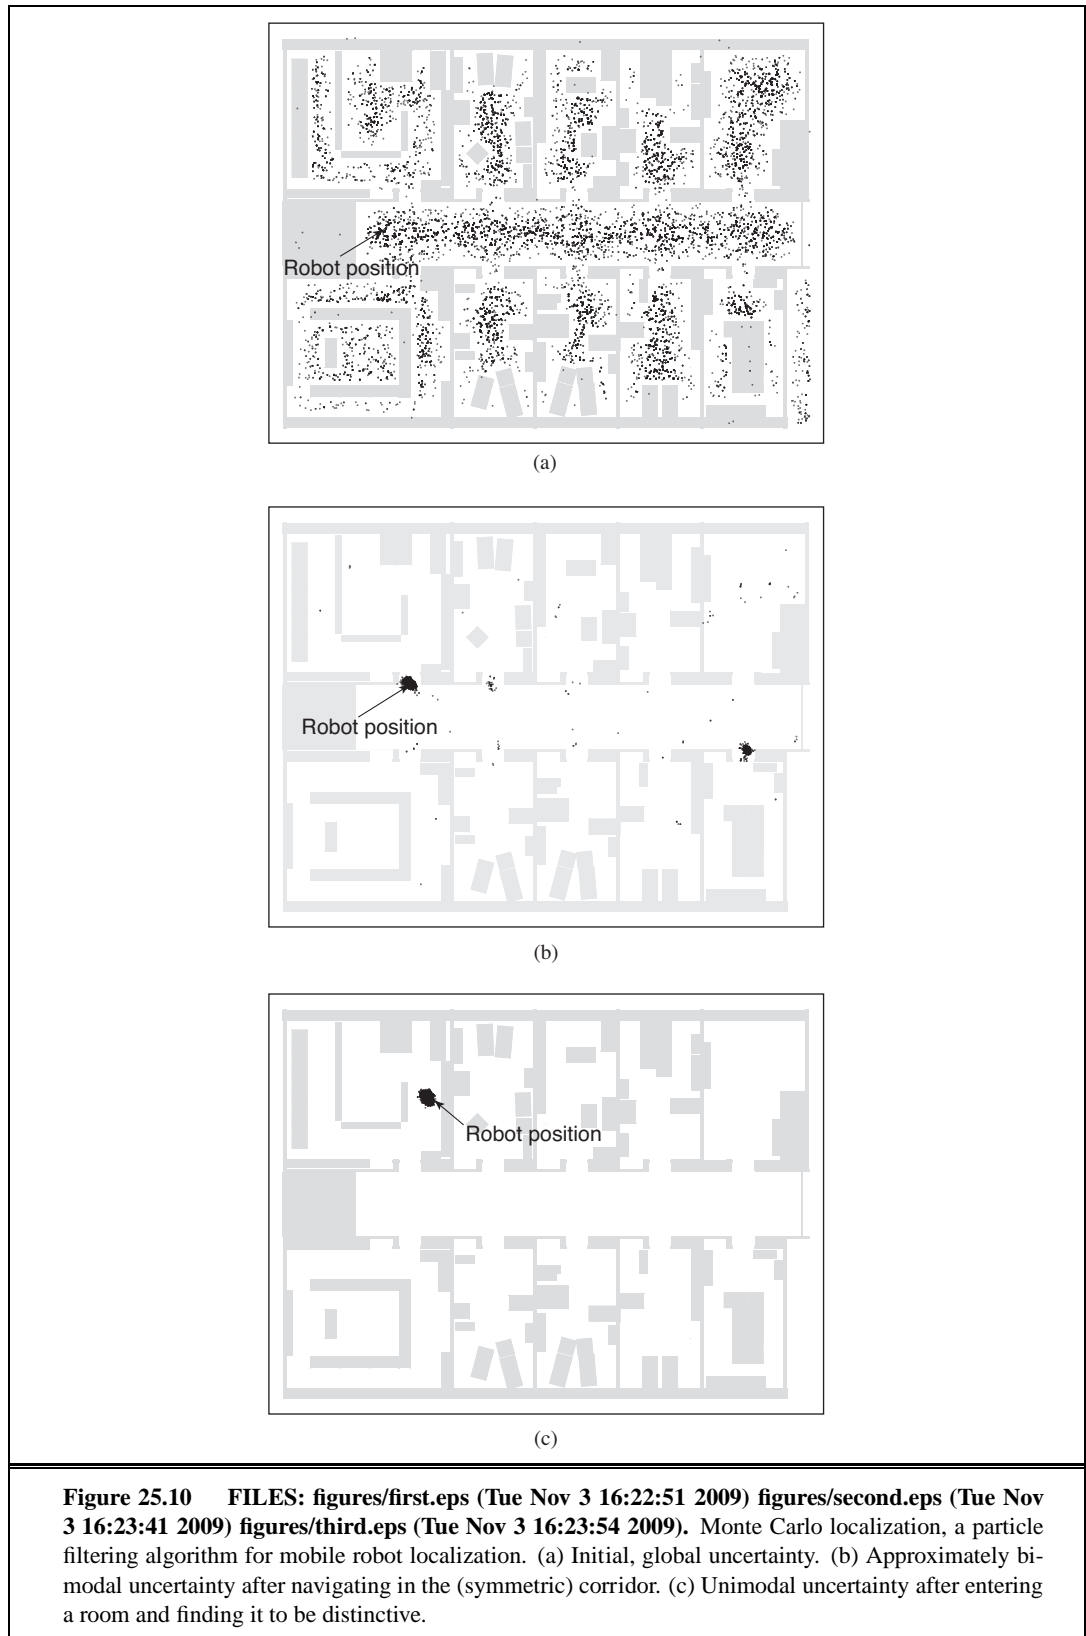 Robot position
(a)
Robot position
(b)
Robot position
(c)
Figure 25.10 FILES: figures/first.eps (Tue Nov 3 16:22:51 2009) figures/second.eps (Tue Nov
3 16:23:41 2009) figures/third.eps (Tue Nov 3 16:23:54 2009). Monte Carlo localization, a particle
filtering algorithm for mobile robot localization. (a) Initial, global uncertainty. (b) Approximately bi-
modal uncertainty after navigating in the (symmetric) corridor. (c) Unimodal uncertainty after entering
a room and finding it to be distinctive.